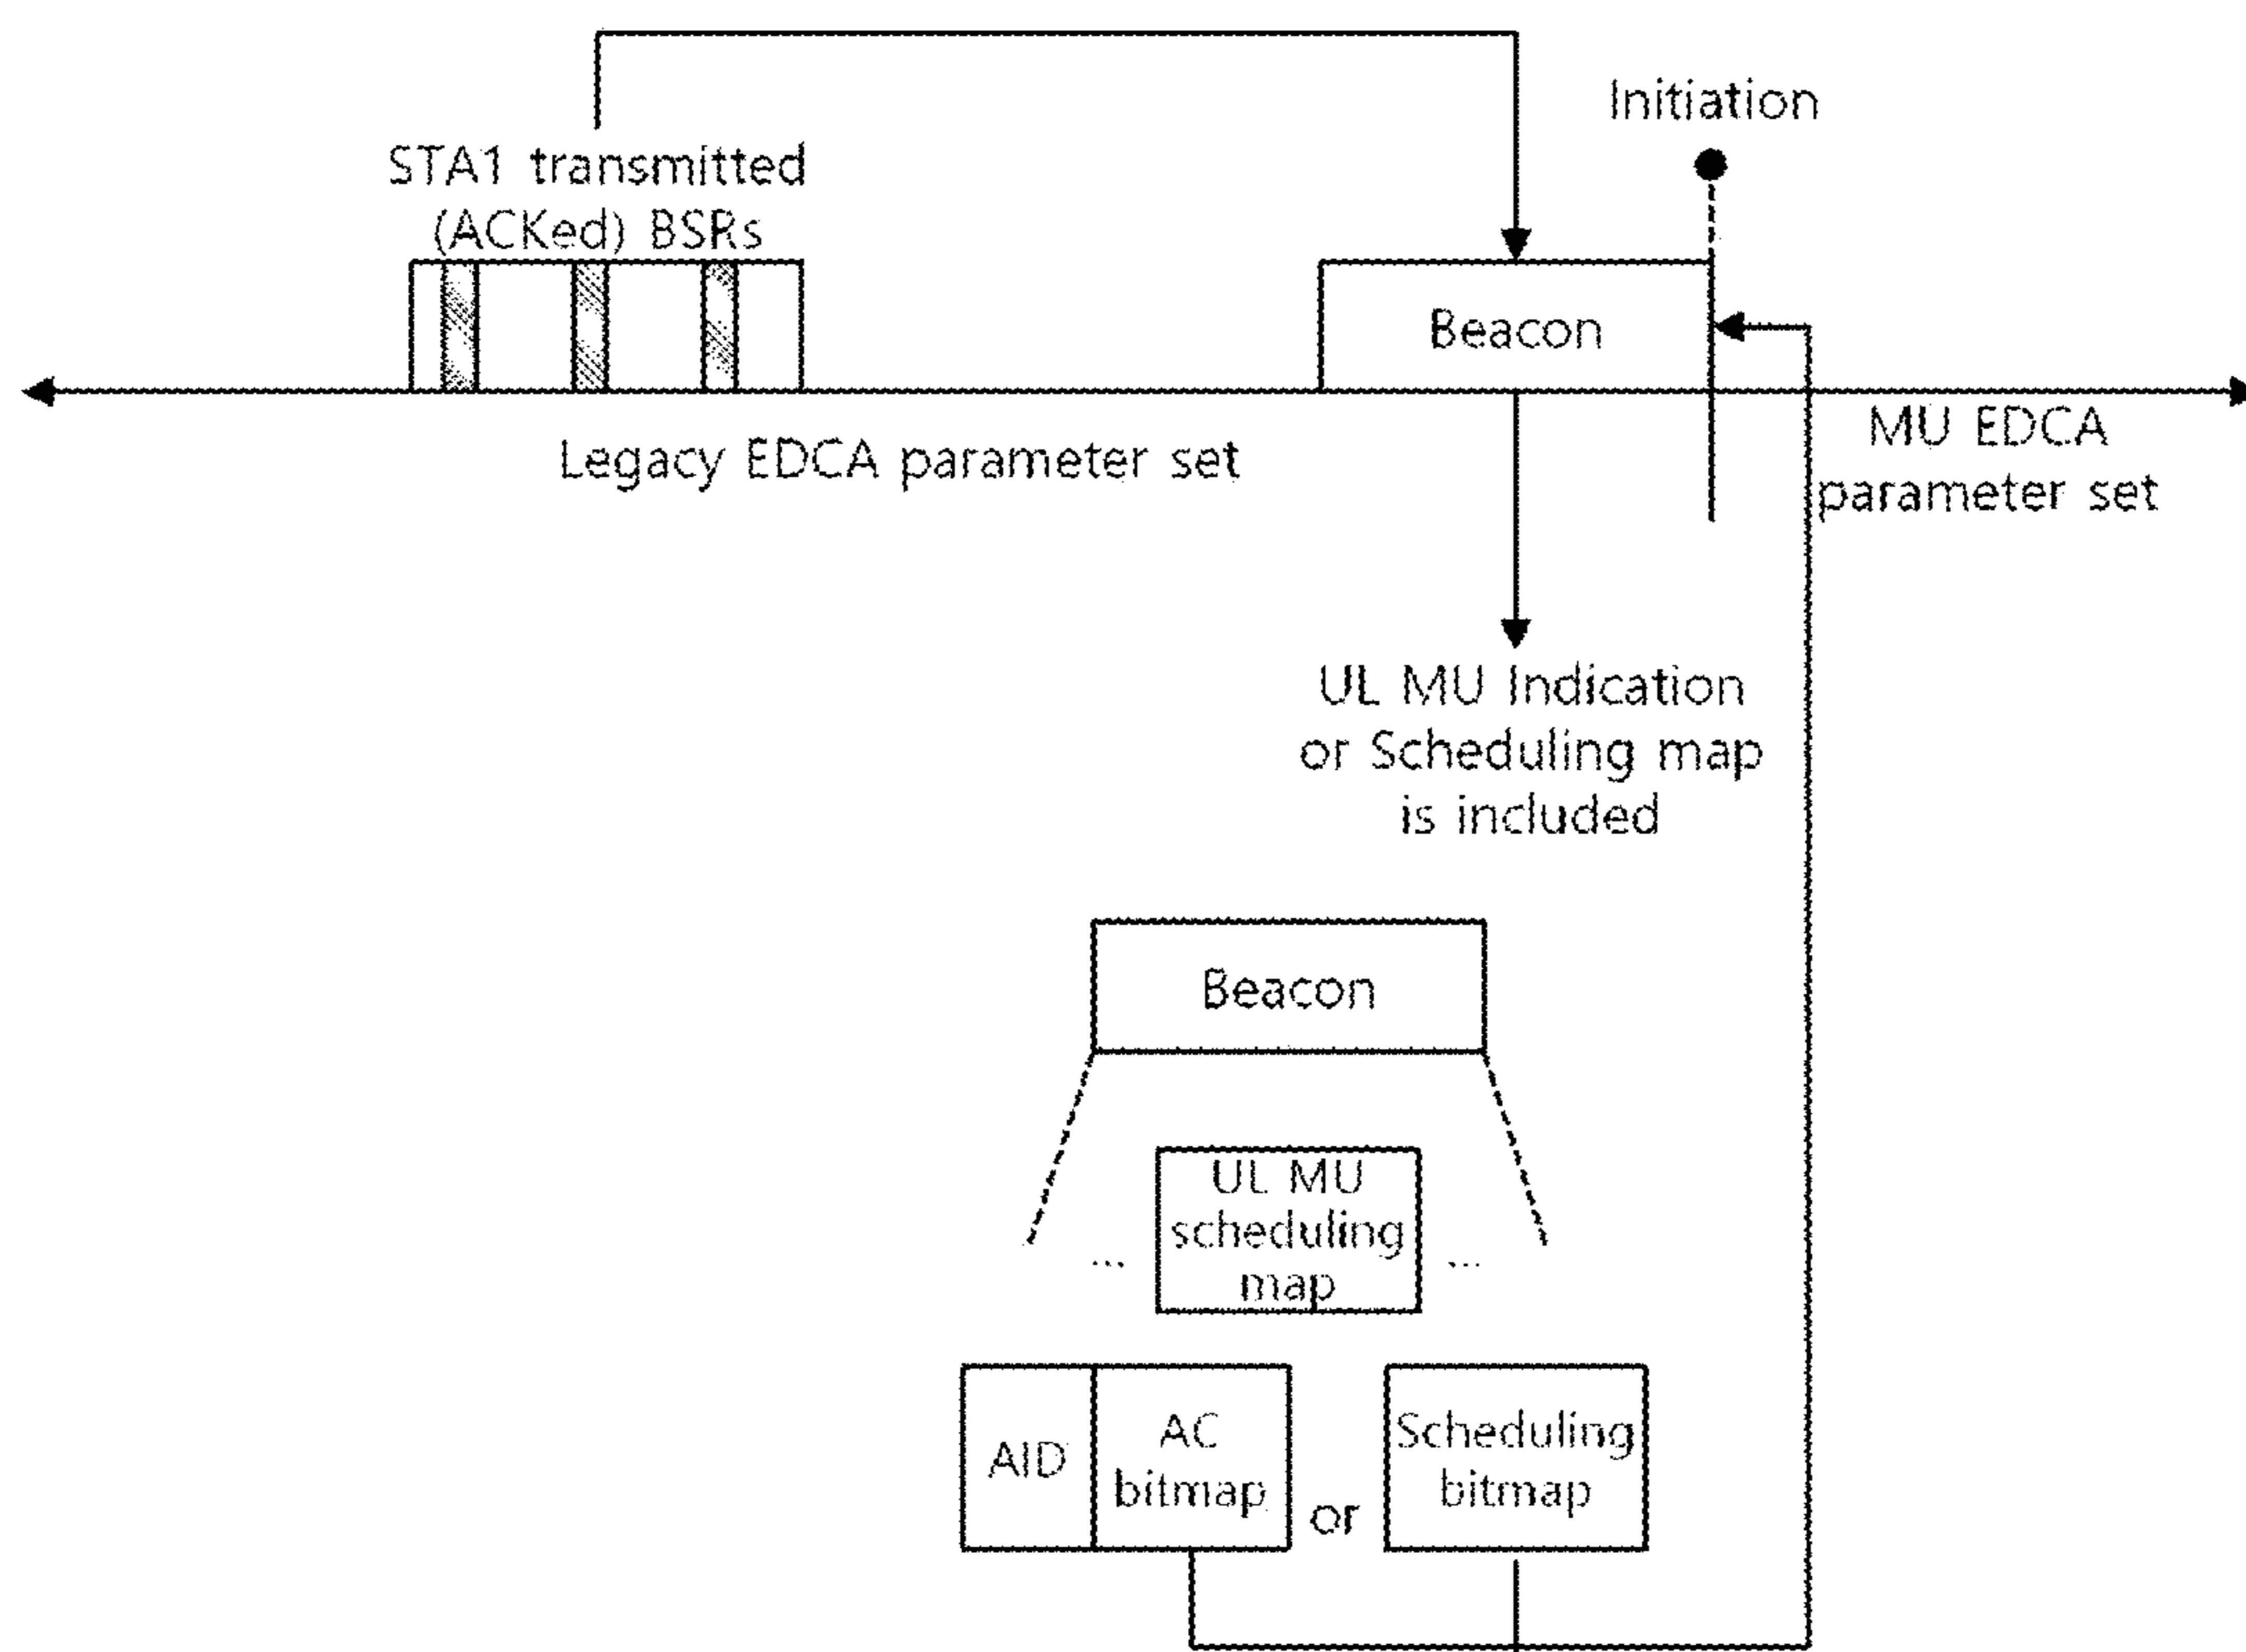 Initiation
STA1 transmitted
(ACKed) BSRs
Beacon
Legacy EDCA parameter set
MU EDCA
parameter set
UL MU Indication
or Scheduling map
is included
Beacon
UL MU
scheduling
map
...
...
AID
AC
bitmap
or
Scheduling
bitmap